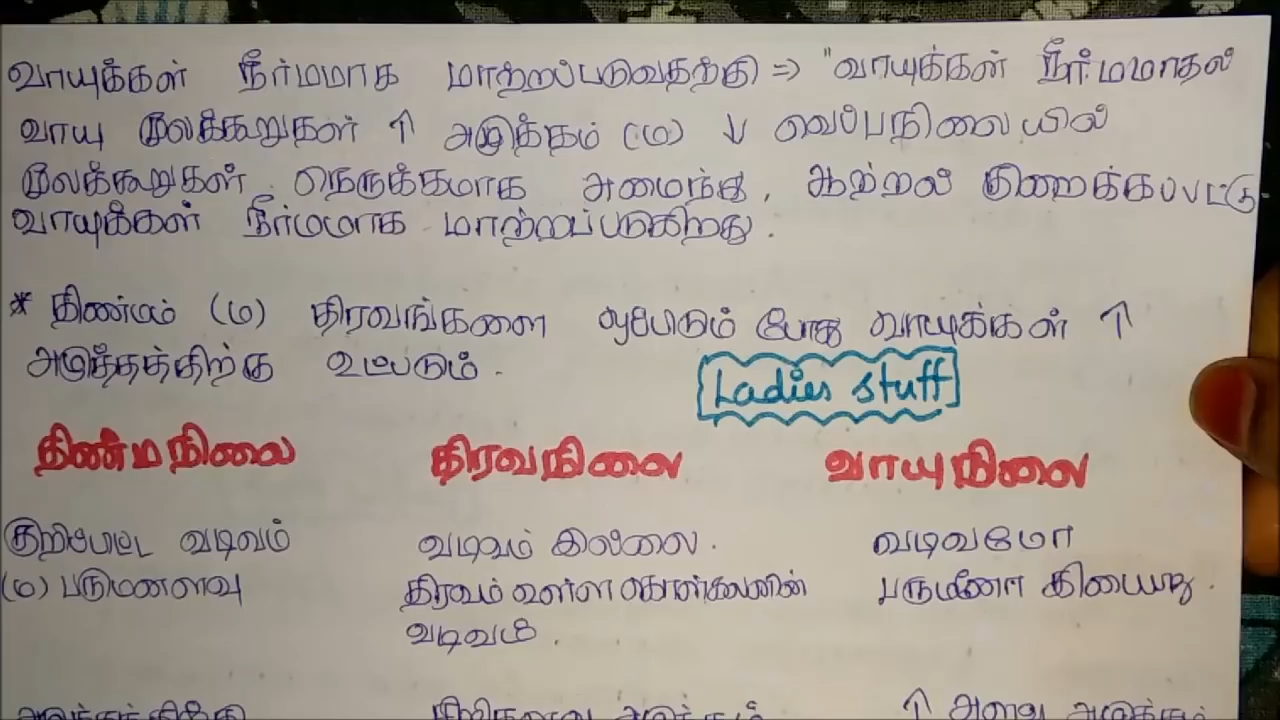 வாயுக்கள் நீர்மமாக மாற்றப்படுவதற்கு => "வாயுக்கள் நீர்மமாதல்
வாயு மூலக்கூறுகள் ↑ அழுத்தம் (ம) ↓ வெப்பநிலையில்
மூலக்கூறுகள் நெருக்கமாக அமைந்து, ஆற்றல் குறைக்கப்பட்டு
வாயுக்கள் நீர்மமாக மாற்றப்படுகிறது.
* திண்மம் (ம) திரவங்களை ஒப்பிடும் போது வாயுக்கள் ↑
அழுத்தத்திற்கு உட்படும்.
Ladies stuff
திண்மநிலை திரவநிலை வாயுநிலை
குறிப்பிட்ட வடிவம் வடிவம் இல்லை. வடிவமோ
(ம) பருமனளவு திரவம் உள்ள கொள்கலனின் பருமனோ கிடையாது.
வடிவம்.
↑ அளவு